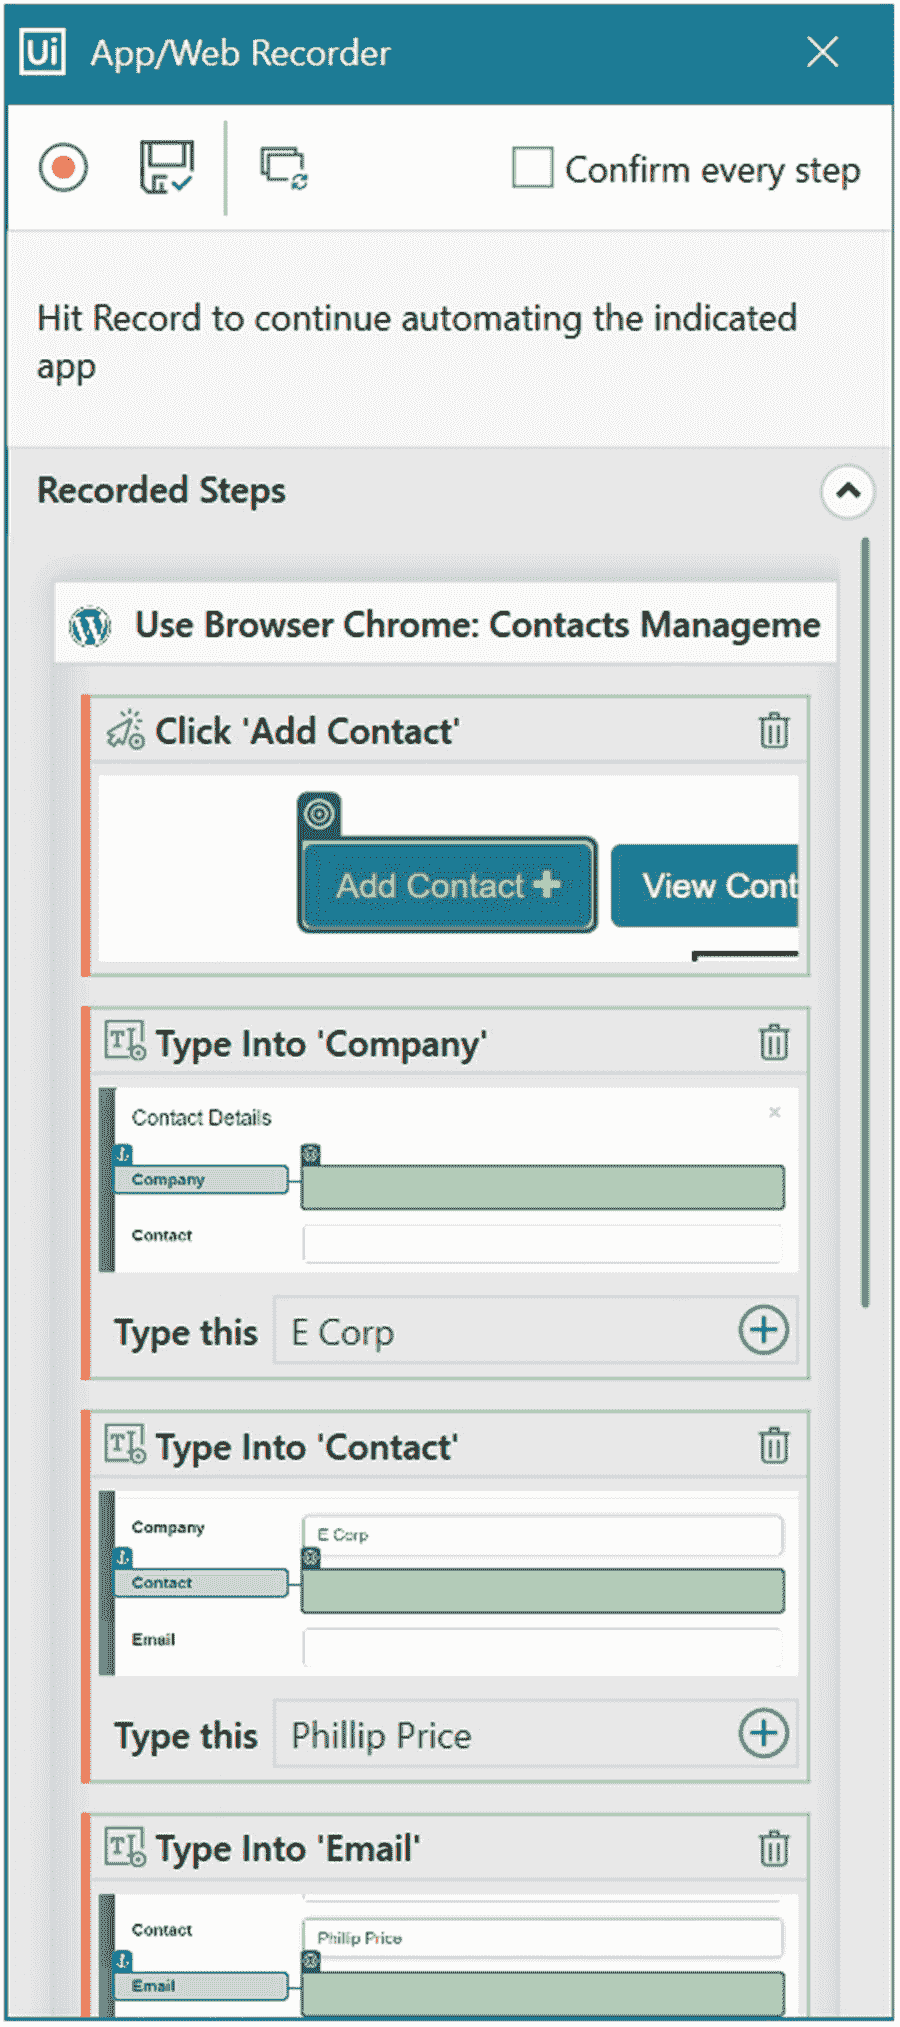 Ui App/Web Recorder
Confirm every step
Hit Record to continue automating the indicated
app
Recorded Steps
Use Browser Chrome: Contacts Manageme
Click 'Add Contact'
Add Contact + View Cont
Type Into 'Company'
Contact Details
Company
Contact
Type this E Corp
Type Into 'Contact'
Company E Corp
Contact
Email
Type this Phillip Price
Type Into 'Email'
Contact Phillip Price
Email